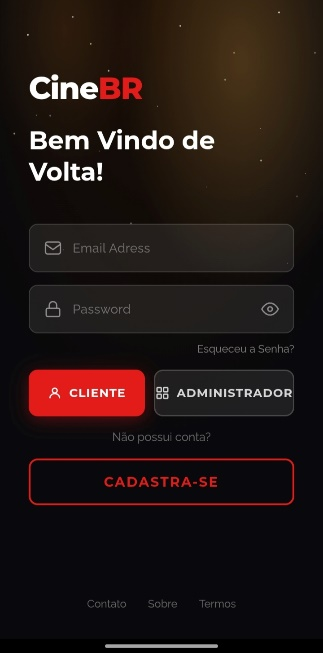 CineBR
Bem Vindo de
Volta!
Email Adress
Password
Esqueceu a Senha?
CLIENTE ADMINISTRADOR
Não possui conta?
CADASTRA-SE
Contato Sobre Termos